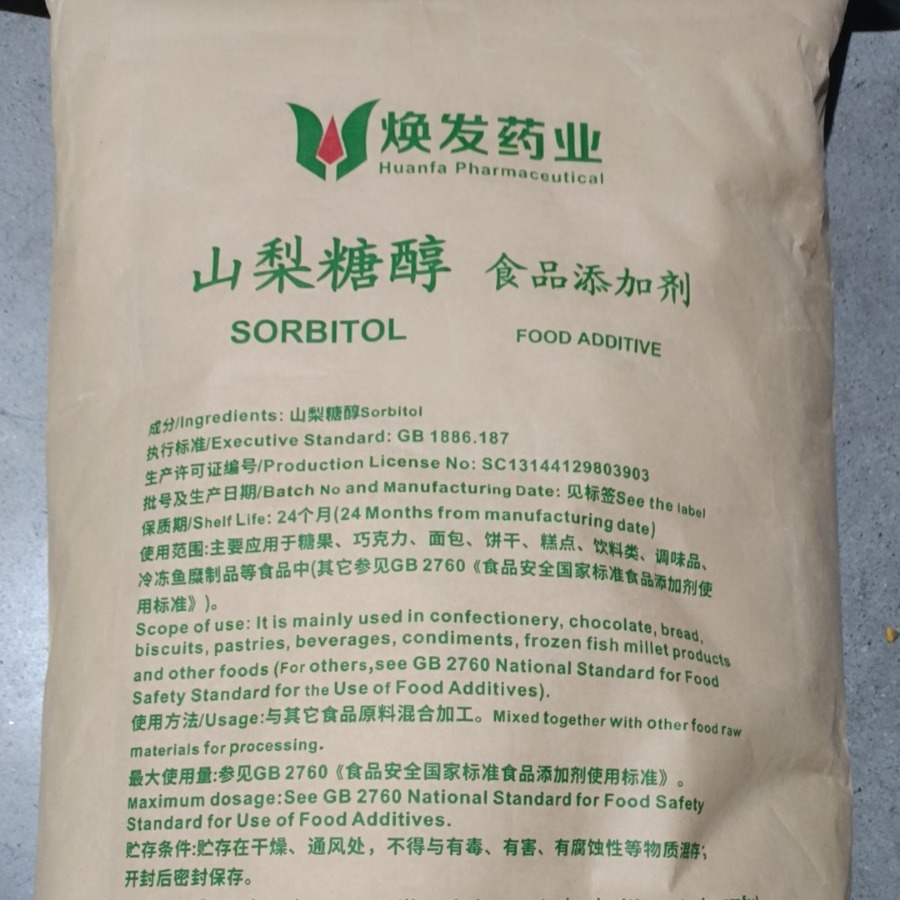 焕发药业
Huanfa Pharmaceutical
山梨糖醇 食品添加剂
SORBITOL FOOD ADDITIVE
成分/Ingredients: 山梨糖醇Sorbitol
执行标准/Executive Standard: GB 1886.187
生产许可证编号/Production License No: SC13144129803903
批号及生产日期/Batch No and Manufacturing Date: 见标签See the label
保质期/Shelf Life: 24个月(24 Months from manufacturing date)
使用范围:主要应用于糖果、巧克力、面包、饼干、糕点、饮料类、调味品、
冷冻鱼糜制品等食品中(其它参见GB 2760《食品安全国家标准食品添加剂使
用标准》)。
Scope of use: It is mainly used in confectionery, chocolate, bread,
biscuits, pastries, beverages, condiments, frozen fish millet products
and other foods (For others,see GB 2760 National Standard for Food
Safety Standard for the Use of Food Additives).
使用方法/Usage:与其它食品原料混合加工。Mixed together with other food raw
materials for processing.
最大使用量:参见GB 2760《食品安全国家标准食品添加剂使用标准》。
Maximum dosage:See GB 2760 National Standard for Food Safety
Standard for Use of Food Additives.
贮存条件:贮存在干燥、通风处，不得与有毒、有害、有腐蚀性等物质混存;
开封后密封保存。